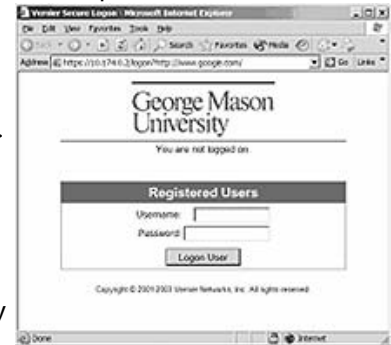 Vernier Secure Logon - Microsoft Internet Explorer
File Edit View Favorites Tools Help
Search Favorites Media
Address https://10.174.0.2/logon?http://www.google.com/ Go Links
George Mason
University
You are not logged on.
Registered Users
Username:
Password:
Logon User
Copyright © 2001-2003 Vernier Networks, Inc. All rights reserved.
Done Internet